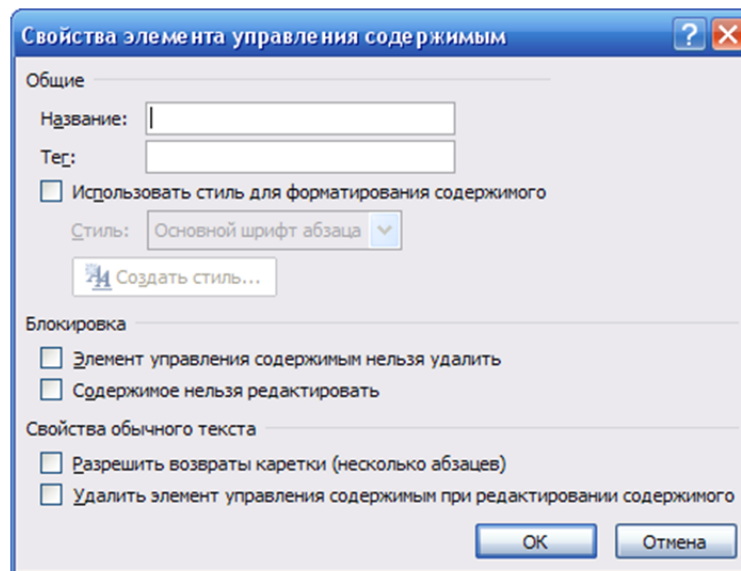 Свойства элемента управления содержимым
Общие
Название:
Тег:
Использовать стиль для форматирования содержимого
Стиль: Основной шрифт абзаца
Создать стиль...
Блокировка
Элемент управления содержимым нельзя удалить
Содержимое нельзя редактировать
Свойства обычного текста
Разрешить возвраты каретки (несколько абзацев)
Удалить элемент управления содержимым при редактировании содержимого
ОК Отмена